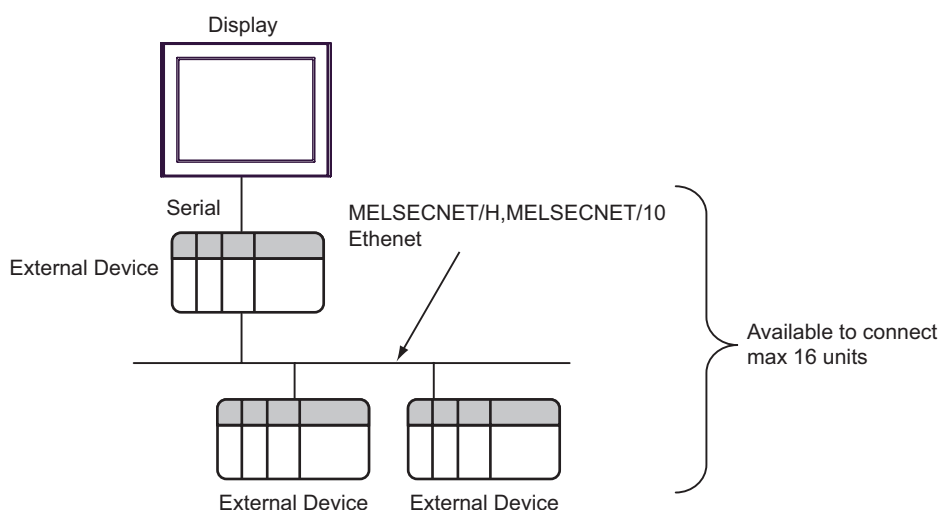 Display
Serial
MELSECNET/H,MELSECNET/10
Ethenet
External Device
Available to connect
max 16 units
External Device
External Device